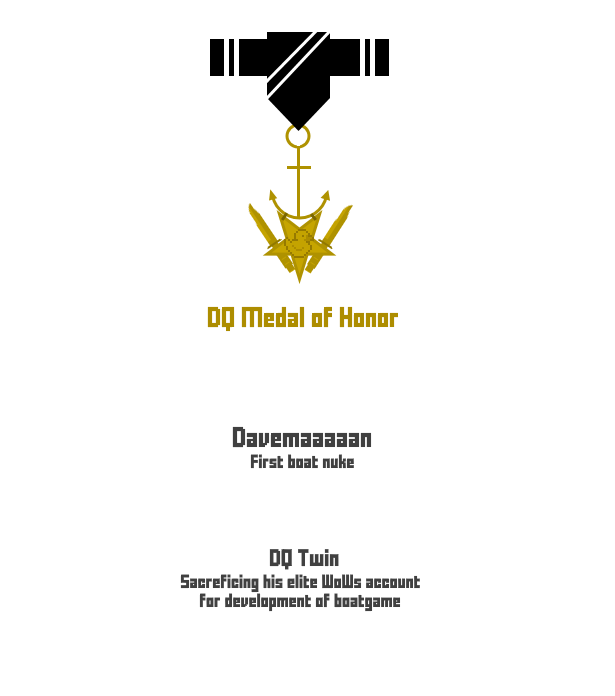 DQ Medal of Honor
Davemaaaaan
First boat nuke
DQ Twin
Sacreficing his elite WoWs account
for development of boatgame